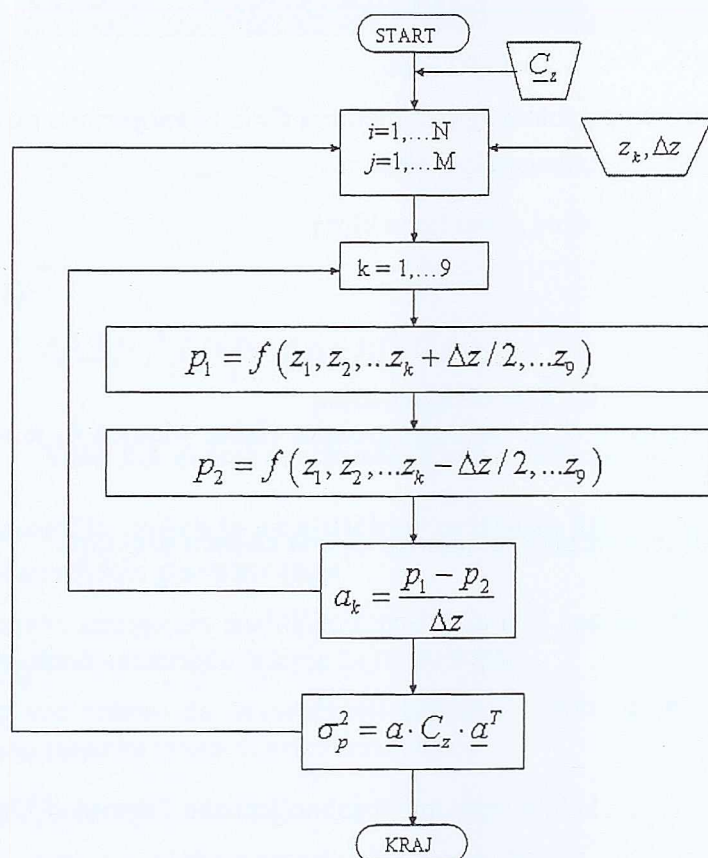 START
C_z
i=1,...N
j=1,...M
z_k, Δz
k = 1,...9
p_1 = f(z_1, z_2, ...z_k + Δz/2, ...z_9)
p_2 = f(z_1, z_2, ...z_k − Δz/2, ...z_9)
a_k = (p_1 − p_2) / Δz
σ_p^2 = a · C_z · a^T
KRAJ